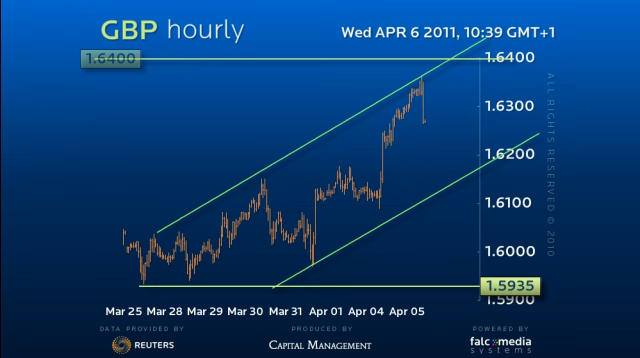 GBP hourly
Wed APR 6 2011, 10:39 GMT+1
1.6400
1.6400
1.6300
1.6200
1.6100
1.6000
1.5935
1.5900
ALL RIGHTS RESERVED © 2010
Mar 25 Mar 28 Mar 29 Mar 30 Mar 31 Apr 01 Apr 04 Apr 05
DATA PROVIDED BY
REUTERS
PRODUCED BY
CAPITAL MANAGEMENT
POWERED BY
falc media
systems